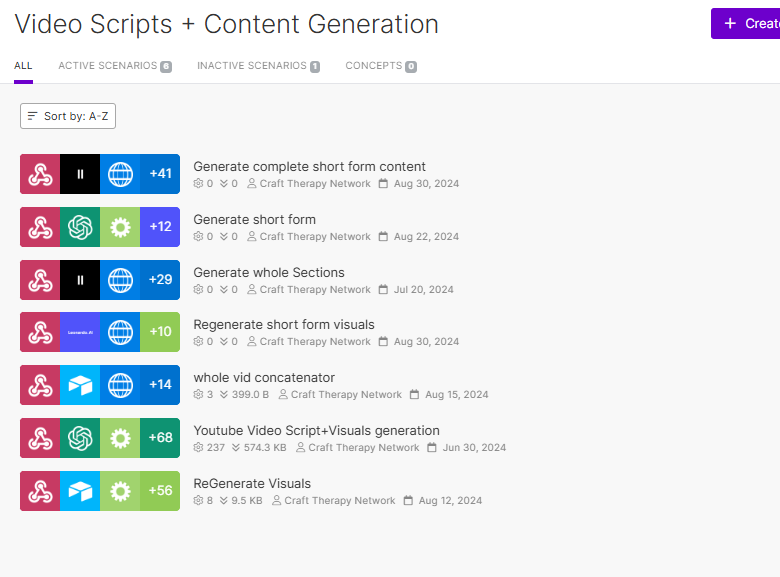 Video Scripts + Content Generation
+ Create
ALL ACTIVE SCENARIOS 6 INACTIVE SCENARIOS 1 CONCEPTS 0
Sort by: A-Z
+41 Generate complete short form content
0 0 Craft Therapy Network Aug 30, 2024
+12 Generate short form
0 0 Craft Therapy Network Aug 22, 2024
+29 Generate whole Sections
0 0 Craft Therapy Network Jul 20, 2024
Leonardo.Ai +10 Regenerate short form visuals
0 0 Craft Therapy Network Aug 30, 2024
+14 whole vid concatenator
3 399.0 B Craft Therapy Network Aug 15, 2024
+68 Youtube Video Script+Visuals generation
237 574.3 KB Craft Therapy Network Jun 30, 2024
+56 ReGenerate Visuals
8 9.5 KB Craft Therapy Network Aug 12, 2024